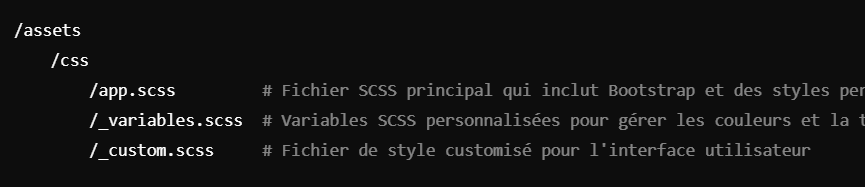 /assets
/css
/app.scss # Fichier SCSS principal qui inclut Bootstrap et des styles per
/_variables.scss # Variables SCSS personnalisées pour gérer les couleurs et la t
/_custom.scss # Fichier de style customisé pour l'interface utilisateur